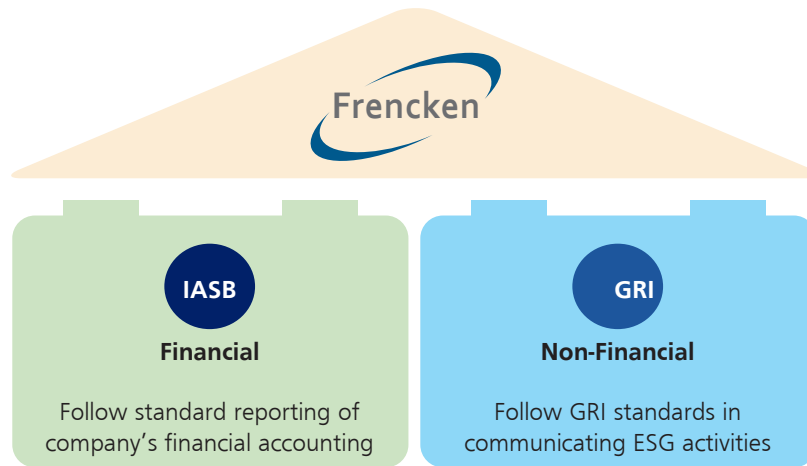 Frencken
IASB
Financial
Follow standard reporting of
company's financial accounting
GRI
Non-Financial
Follow GRI standards in
communicating ESG activities